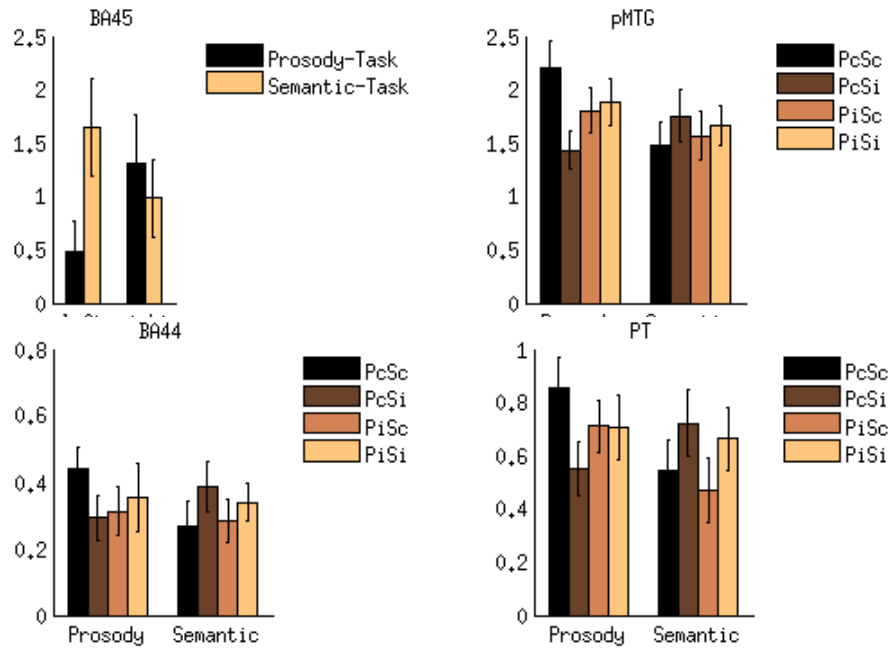 BA45
2.5
2
1.5
1
0.5
0
Prosody-Task
Semantic-Task
pMTG
2.5
2
1.5
1
0.5
0
PcSc
PcSi
PiSc
PiSi
BA44
0.8
0.6
0.4
0.2
0
Prosody Semantic
PcSc
PcSi
PiSc
PiSi
PT
1
0.8
0.6
0.4
0.2
0
Prosody Semantic
PcSc
PcSi
PiSc
PiSi